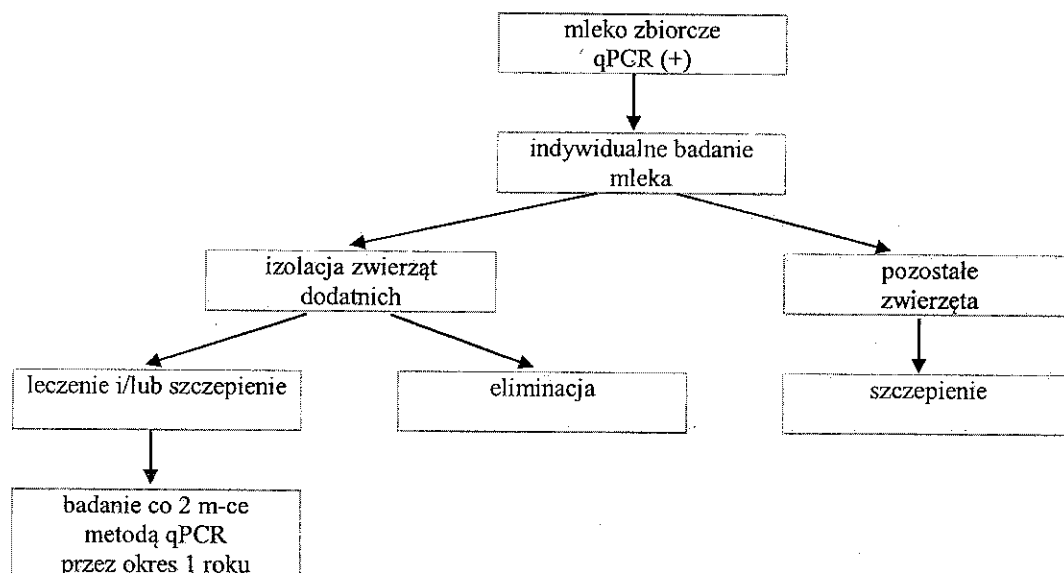 mleko zbiorcze
qPCR (+)
indywidualne badanie
mleka
izolacja zwierząt
dodatnich
pozostałe
zwierzęta
leczenie i/lub szczepienie
eliminacja
szczepienie
badanie co 2 m-ce
metodą qPCR
przez okres 1 roku